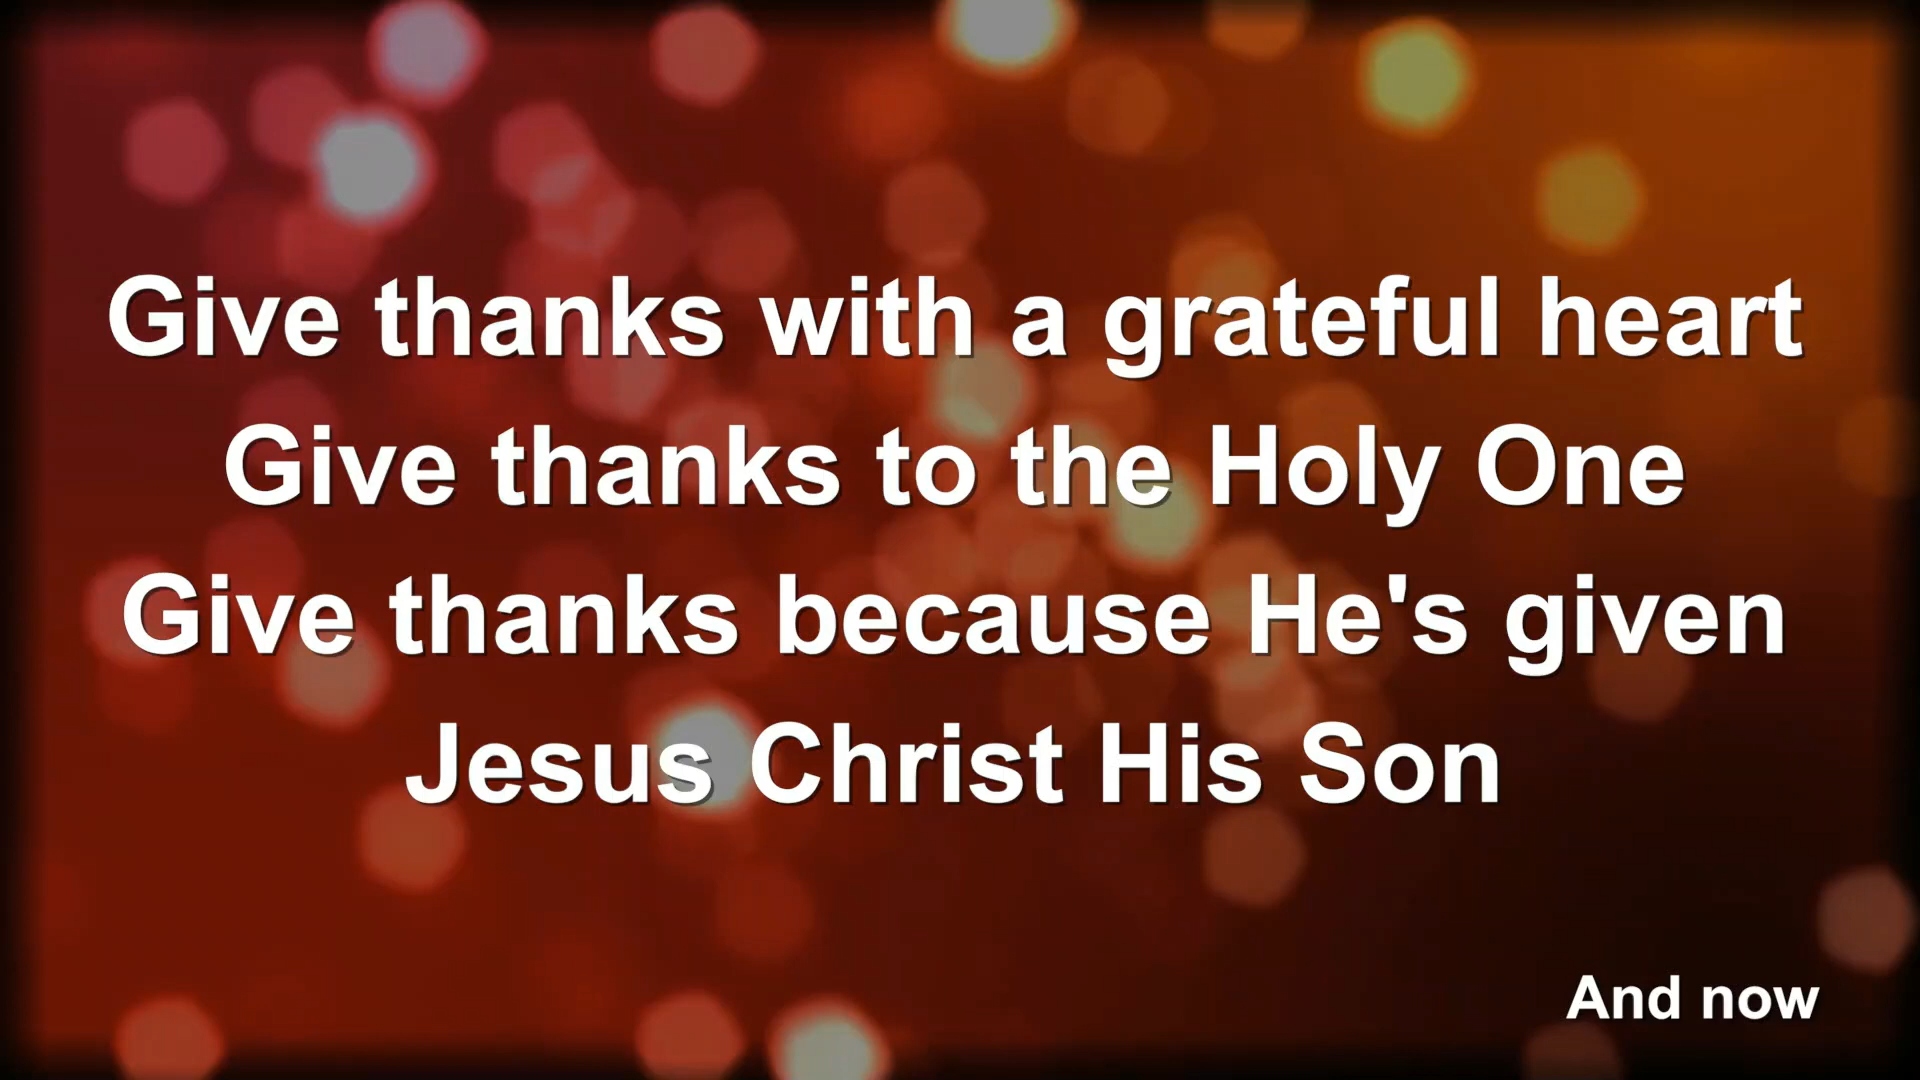 Give thanks with a grateful heart
Give thanks to the Holy One
Give thanks because He's given
Jesus Christ His Son
And now